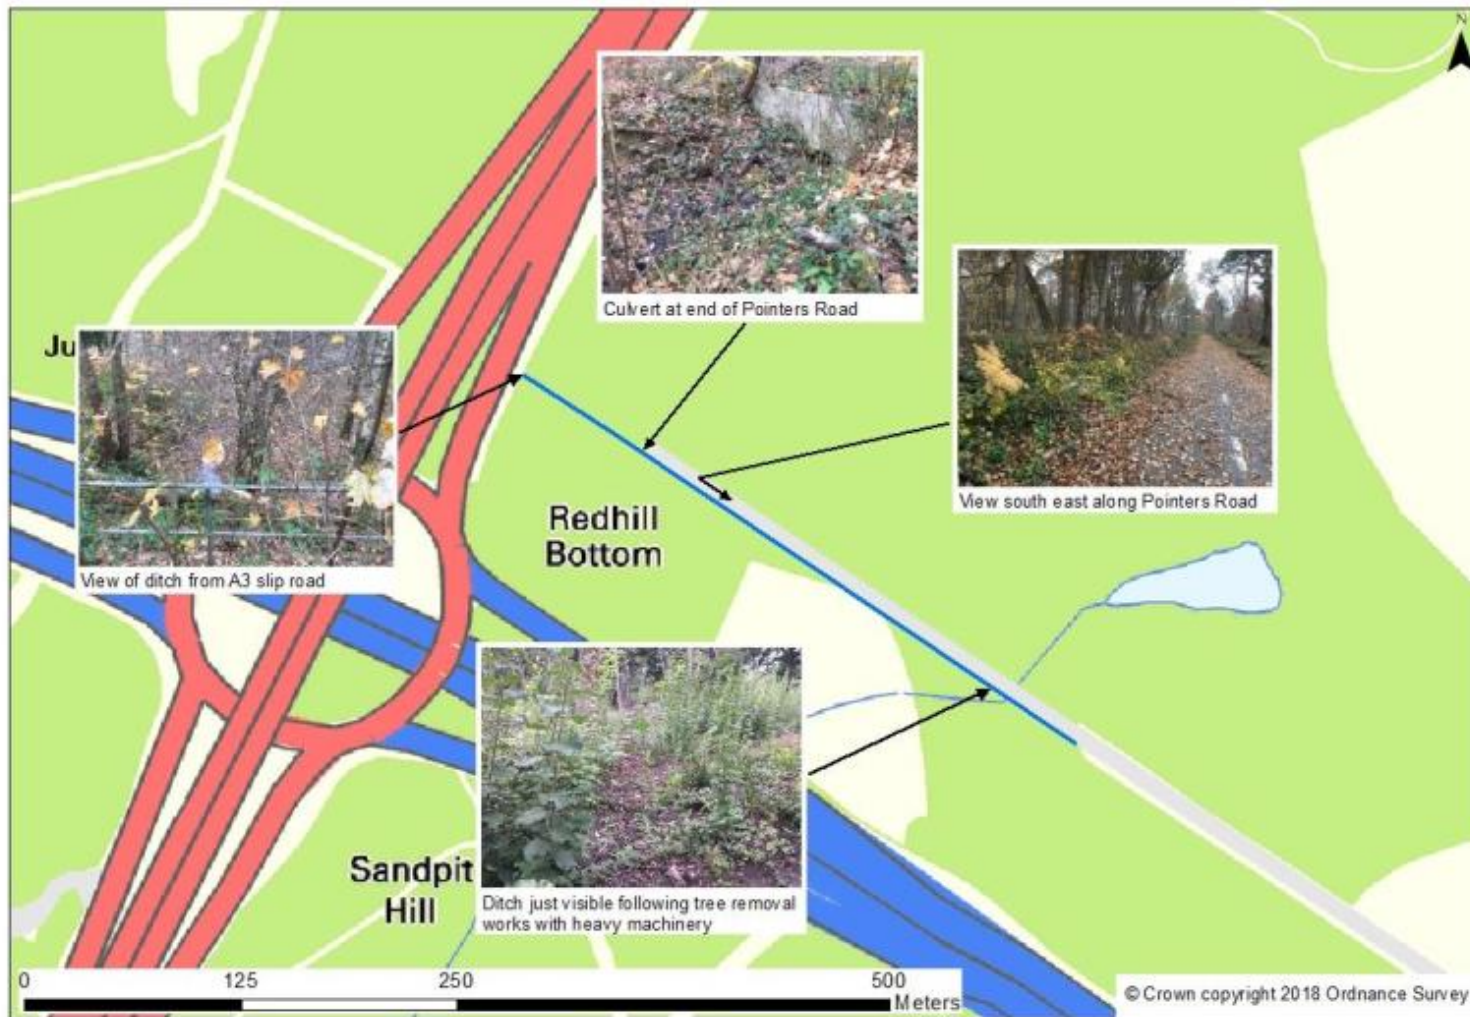 N
Culvert at end of Pointers Road
View south east along Pointers Road
Ju
View of ditch from A3 slip road
Redhill
Bottom
Ditch just visible following tree removal
works with heavy machinery
Sandpit
Hill
0 125 250 500
Meters
© Crown copyright 2018 Ordnance Survey